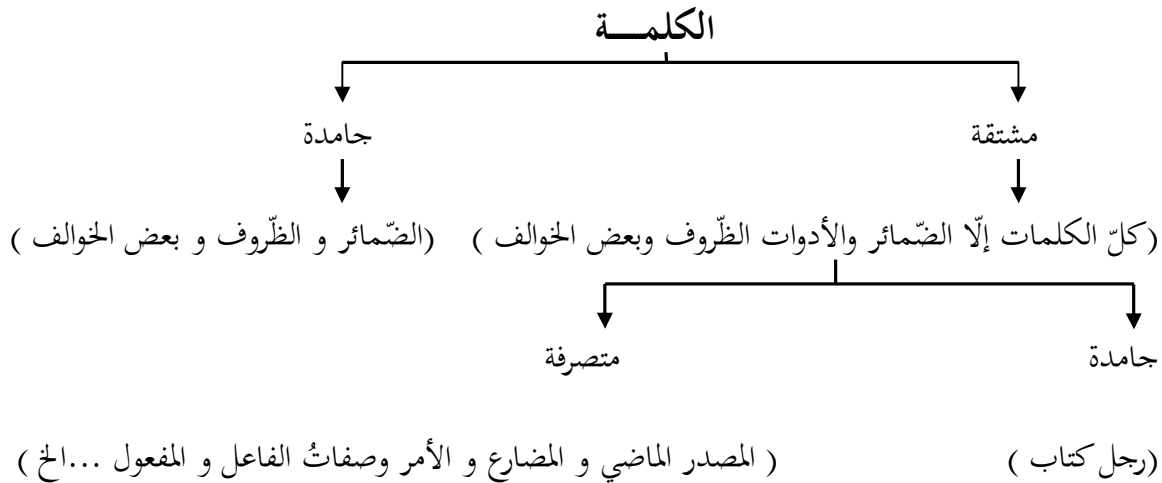 الكلمـــــة
مشتقة جامدة
(كلّ الكلمات إلّا الضّمائر والأدوات الظّروف وبعض الخوالف ) (الضّمائر و الظّروف و بعض الخوالف )
جامدة متصرفة
(رجل كتاب ) ( المصدر الماضي و المضارع و الأمر وصفاتُ الفاعل و المفعول ...الخ )